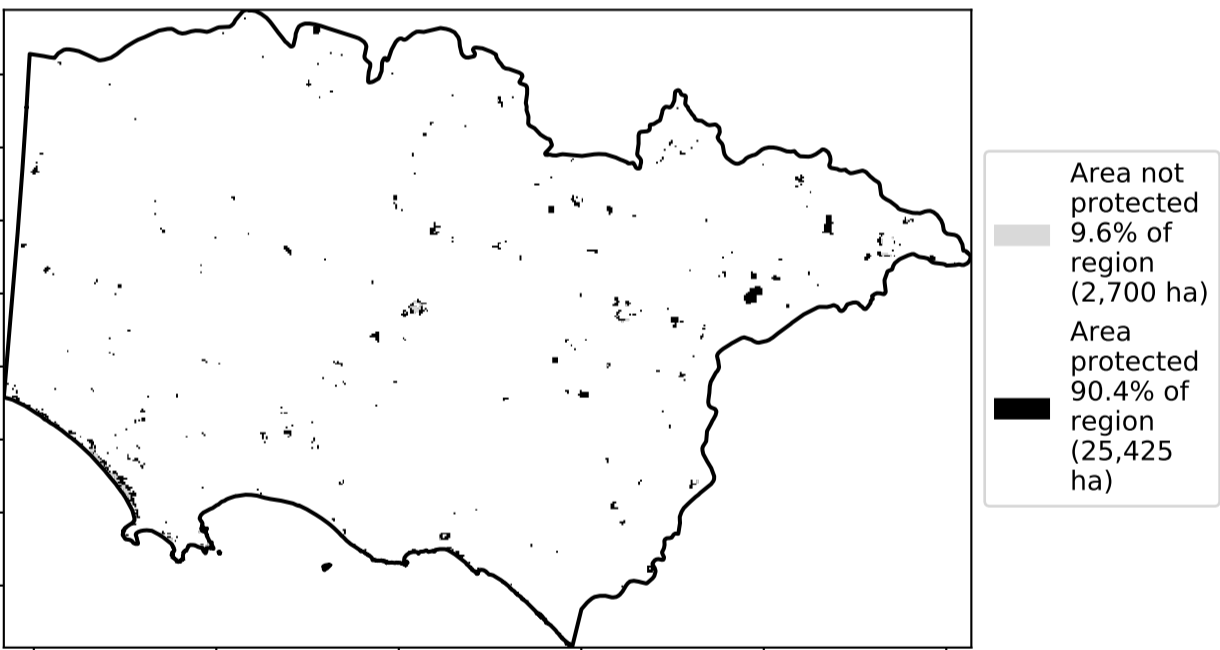 Area not
protected
9.6% of
region
(2,700 ha)
Area
protected
90.4% of
region
(25,425
ha)